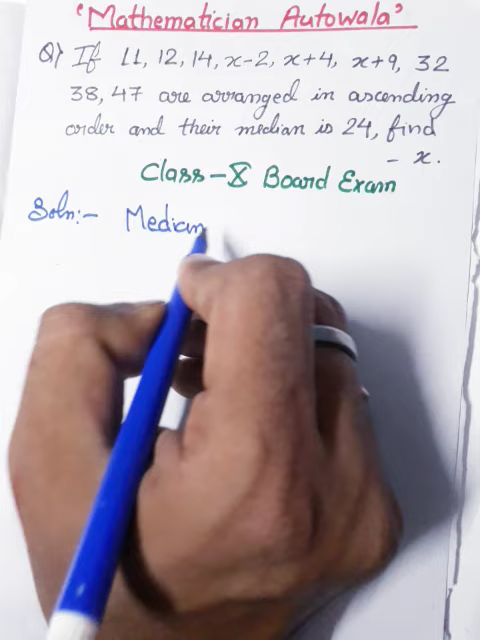 'Mathematician Autowala'
Q) If 11, 12, 14, x-2, x+4, x+9, 32
38, 47 are arranged in ascending
order and their median is 24, find
- x.
Class-X Board Exam
Soln:- Median